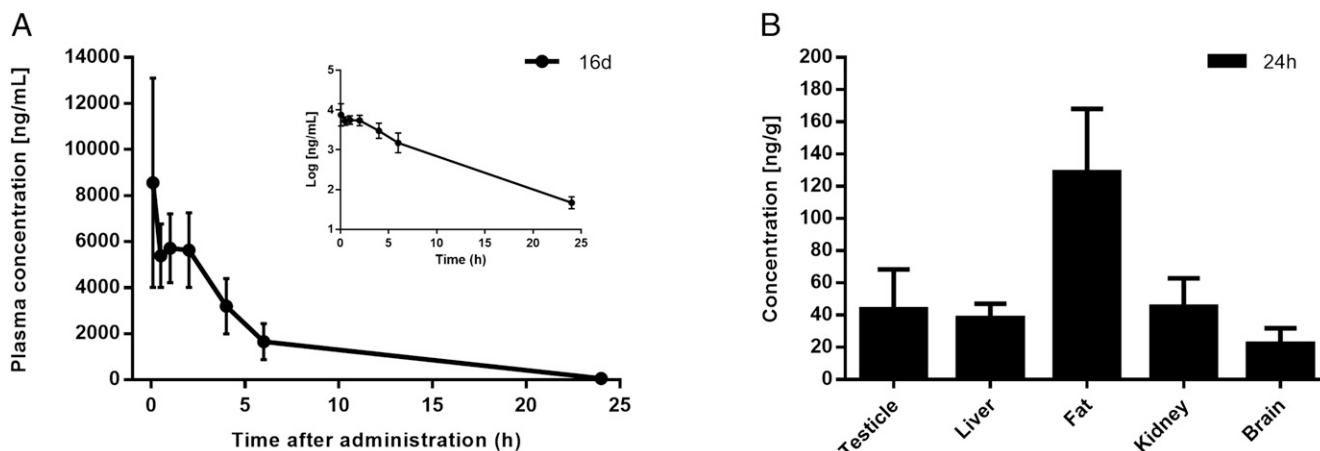 A
Plasma concentration [ng/mL]
14000
12000
10000
8000
6000
4000
2000
0
0 5 10 15 20 25
Time after administration (h)
16d
Log [ng/mL]
5
4
3
2
1
0 5 10 15 20 25
Time (h)
B
Concentration [ng/g]
200
180
160
140
120
100
80
60
40
20
0
24h
Testicle
Liver
Fat
Kidney
Brain